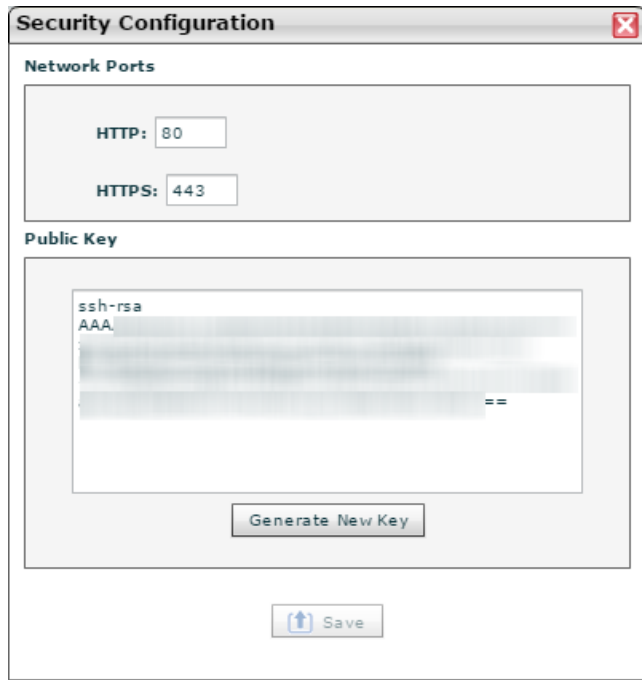 Security Configuration
Network Ports
HTTP: 80
HTTPS: 443
Public Key
ssh-rsa
AAA
==
Generate New Key
Save